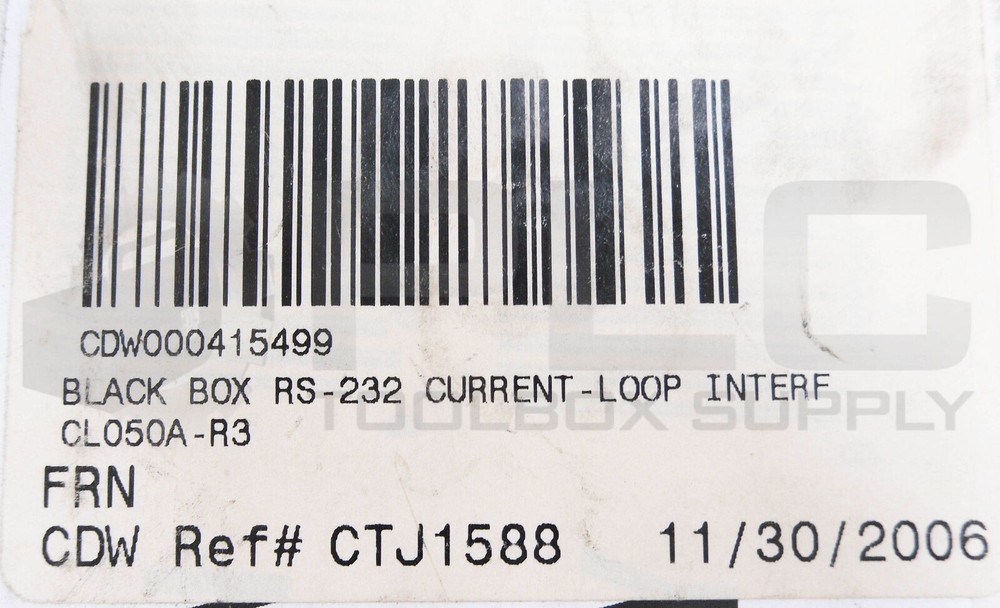 CDW000415499
BLACK BOX RS-232 CURRENT-LOOP INTERF
CL050A-R3
FRN
CDW Ref# CTJ1588 11/30/2006
PLC
TOOLBOX SUPPLY